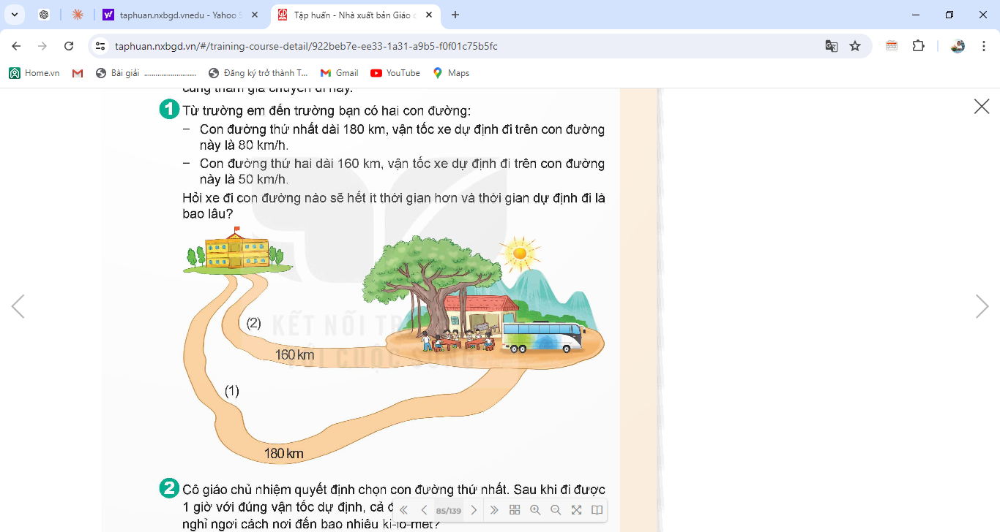 taphuan.nxbgd.vnedu - Yahoo S
Tập huấn - Nhà xuất bản Giáo d
taphuan.nxbgd.vn/#/training-course-detail/922beb7e-ee33-1a31-a9b5-f0f01c75b5fc
Home.vn
Bài giải ...........................
Đăng ký trở thành T...
Gmail
YouTube
Maps
cùng tham gia chuyến đi này.
1 Từ trường em đến trường bạn có hai con đường:
– Con đường thứ nhất dài 180 km, vận tốc xe dự định đi trên con đường
này là 80 km/h.
– Con đường thứ hai dài 160 km, vận tốc xe dự định đi trên con đường
này là 50 km/h.
Hỏi xe đi con đường nào sẽ hết ít thời gian hơn và thời gian dự định đi là
bao lâu?
(2)
KẾT NỐI TR
160 km
I CUỘC SỐNG
(1)
180 km
2 Cô giáo chủ nhiệm quyết định chọn con đường thứ nhất. Sau khi đi được
1 giờ với đúng vận tốc dự định, cả đ
85/139
nghỉ ngơi cách nơi đến bao nhiêu ki-lô-mét?